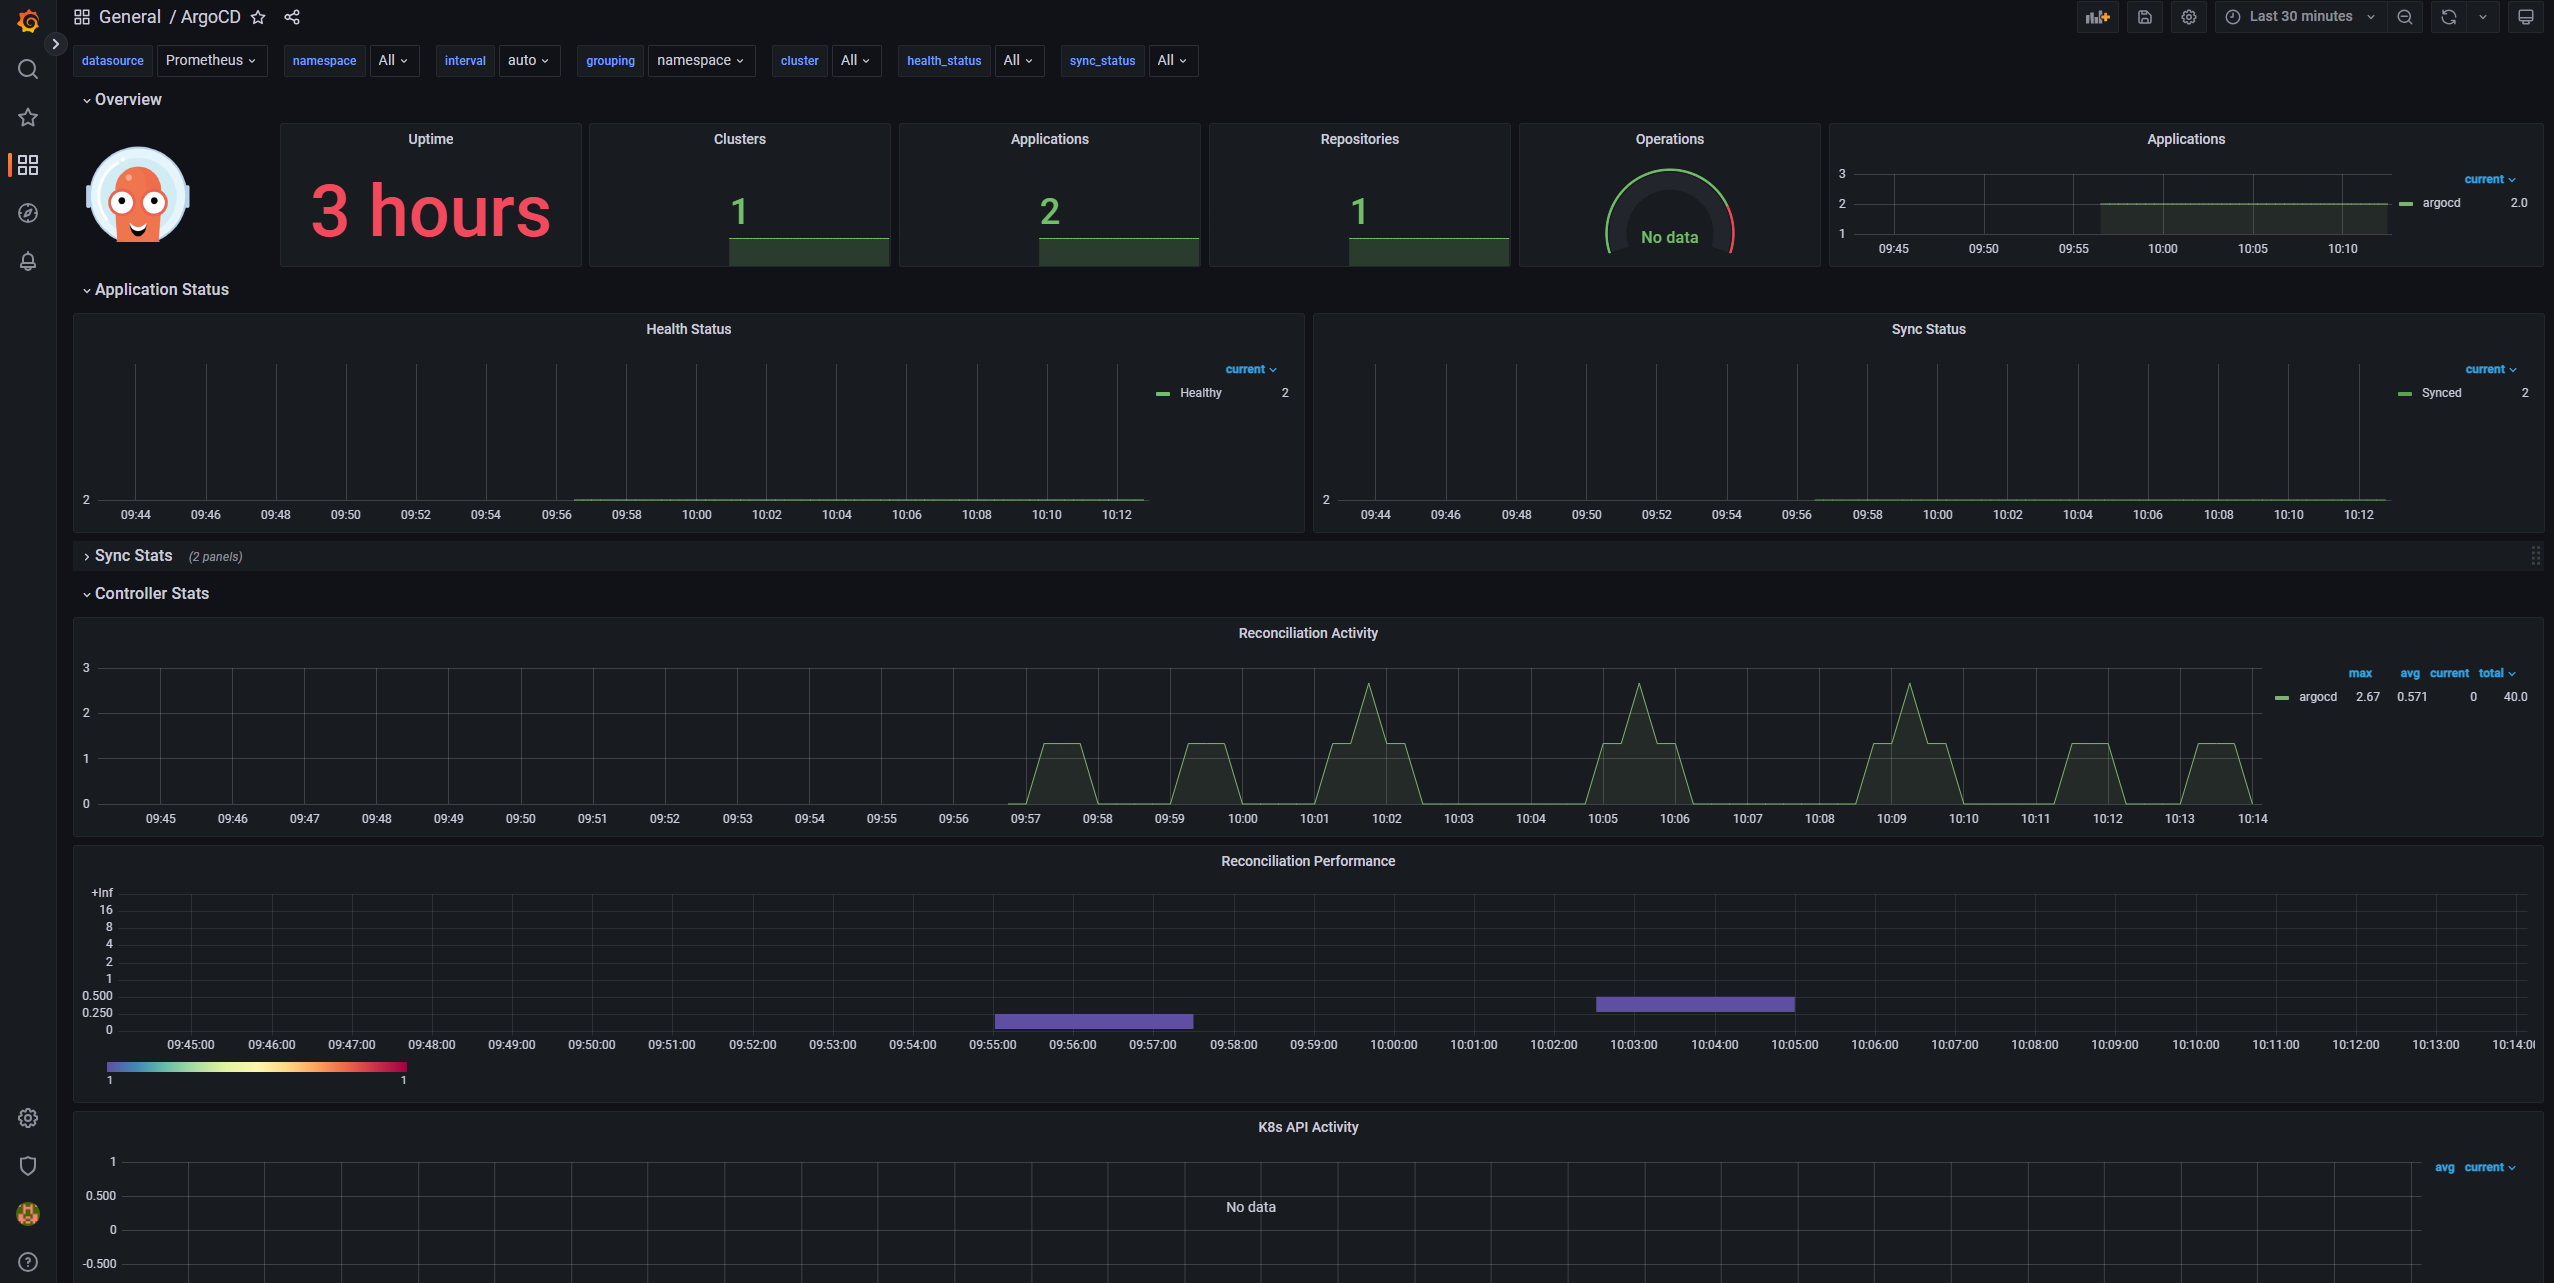 General / ArgoCD
Last 30 minutes
datasource Prometheus namespace All interval auto grouping namespace cluster All health_status All sync_status All
Overview
Uptime
3 hours
Clusters
1
Applications
2
Repositories
1
Operations
No data
Applications
3
2
1
09:45 09:50 09:55 10:00 10:05 10:10
current
argocd 2.0
Application Status
Health Status
2
09:44 09:46 09:48 09:50 09:52 09:54 09:56 09:58 10:00 10:02 10:04 10:06 10:08 10:10 10:12
current
Healthy 2
Sync Status
2
09:44 09:46 09:48 09:50 09:52 09:54 09:56 09:58 10:00 10:02 10:04 10:06 10:08 10:10 10:12
current
Synced 2
Sync Stats (2 panels)
Controller Stats
Reconciliation Activity
3
2
1
0
09:45 09:46 09:47 09:48 09:49 09:50 09:51 09:52 09:53 09:54 09:55 09:56 09:57 09:58 09:59 10:00 10:01 10:02 10:03 10:04 10:05 10:06 10:07 10:08 10:09 10:10 10:11 10:12 10:13 10:14
max avg current total
argocd 2.67 0.571 0 40.0
Reconciliation Performance
+Inf
16
8
4
2
1
0.500
0.250
0
09:45:00 09:46:00 09:47:00 09:48:00 09:49:00 09:50:00 09:51:00 09:52:00 09:53:00 09:54:00 09:55:00 09:56:00 09:57:00 09:58:00 09:59:00 10:00:00 10:01:00 10:02:00 10:03:00 10:04:00 10:05:00 10:06:00 10:07:00 10:08:00 10:09:00 10:10:00 10:11:00 10:12:00 10:13:00 10:14:0
1 1
K8s API Activity
1
0.500
0
-0.500
No data
avg current